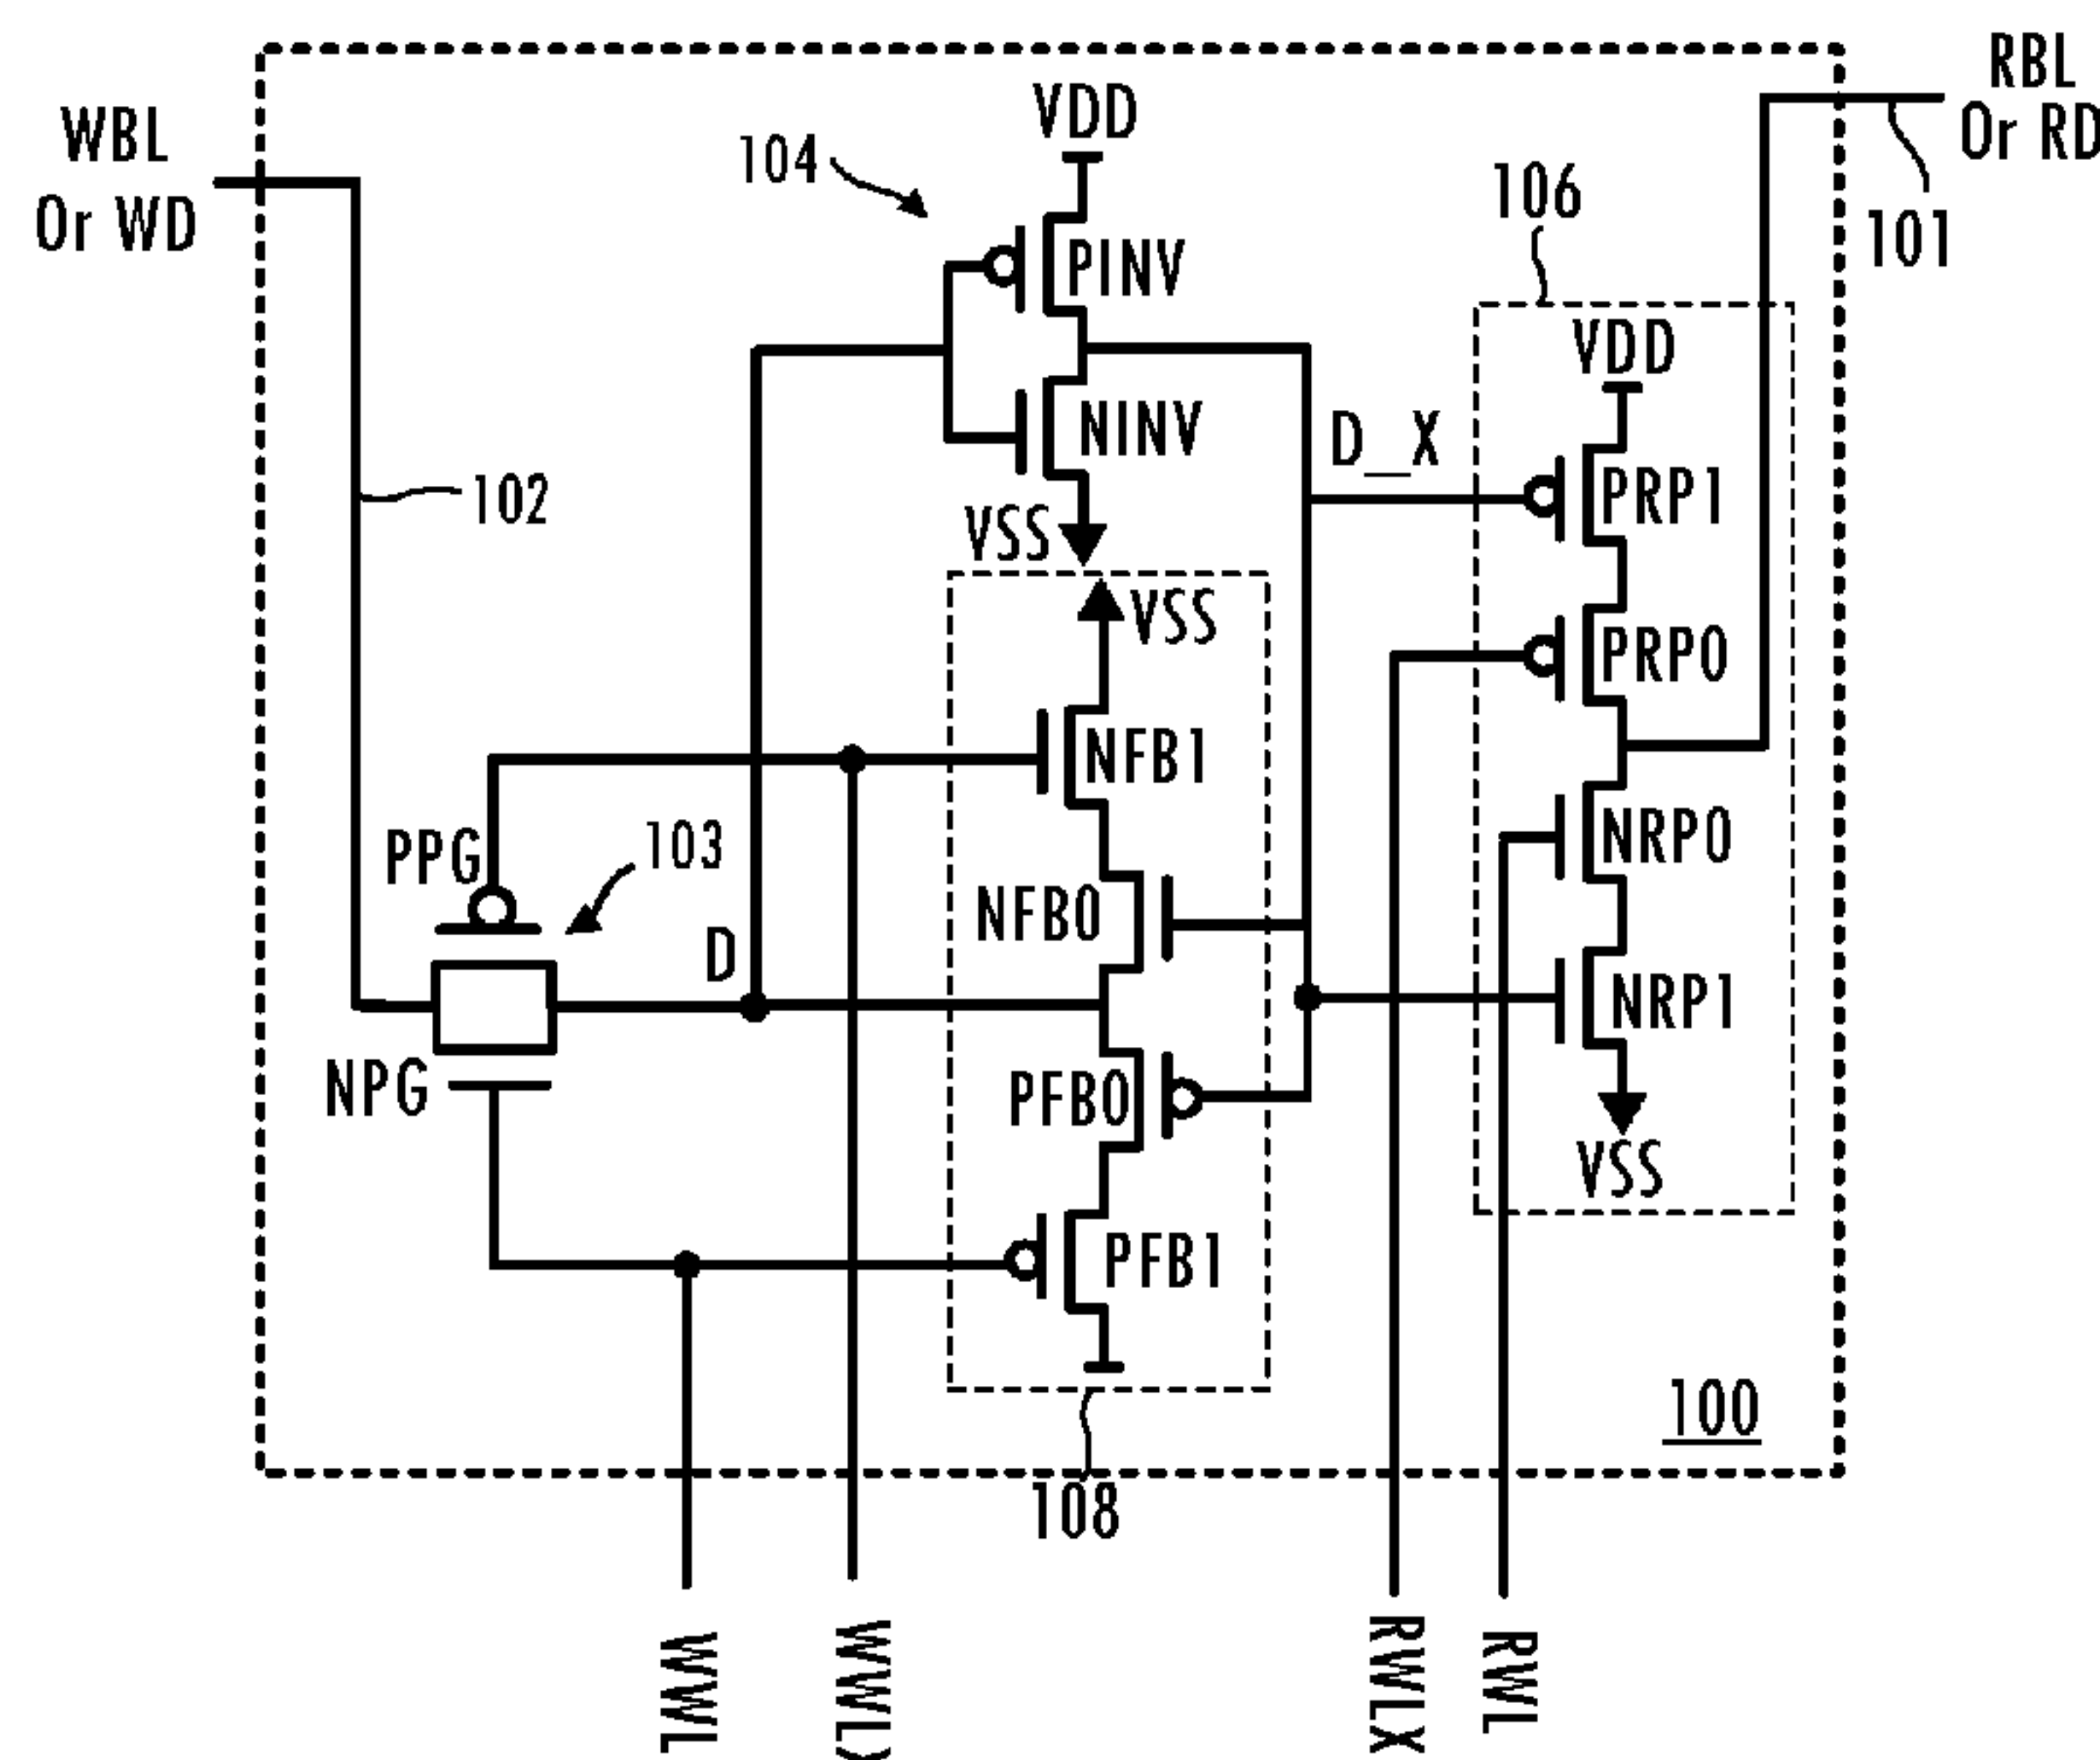 WBL
Or WD
RBL
Or RD
101
VDD
104
PINV
NINV
VSS
106
VDD
D_X
PRP1
PRP0
NRP0
NRP1
VSS
102
VSS
NFB1
NFB0
PFB0
PFB1
PPG
103
D
NPG
100
108
WWL
RWLX
RWL